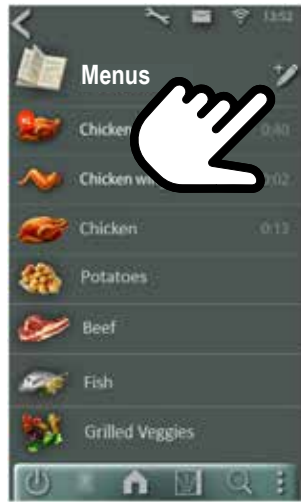 13:52
Menus
Chicken 0:40
Chicken 0:02
Chicken 0:13
Potatoes
Beef
Fish
Grilled Veggies